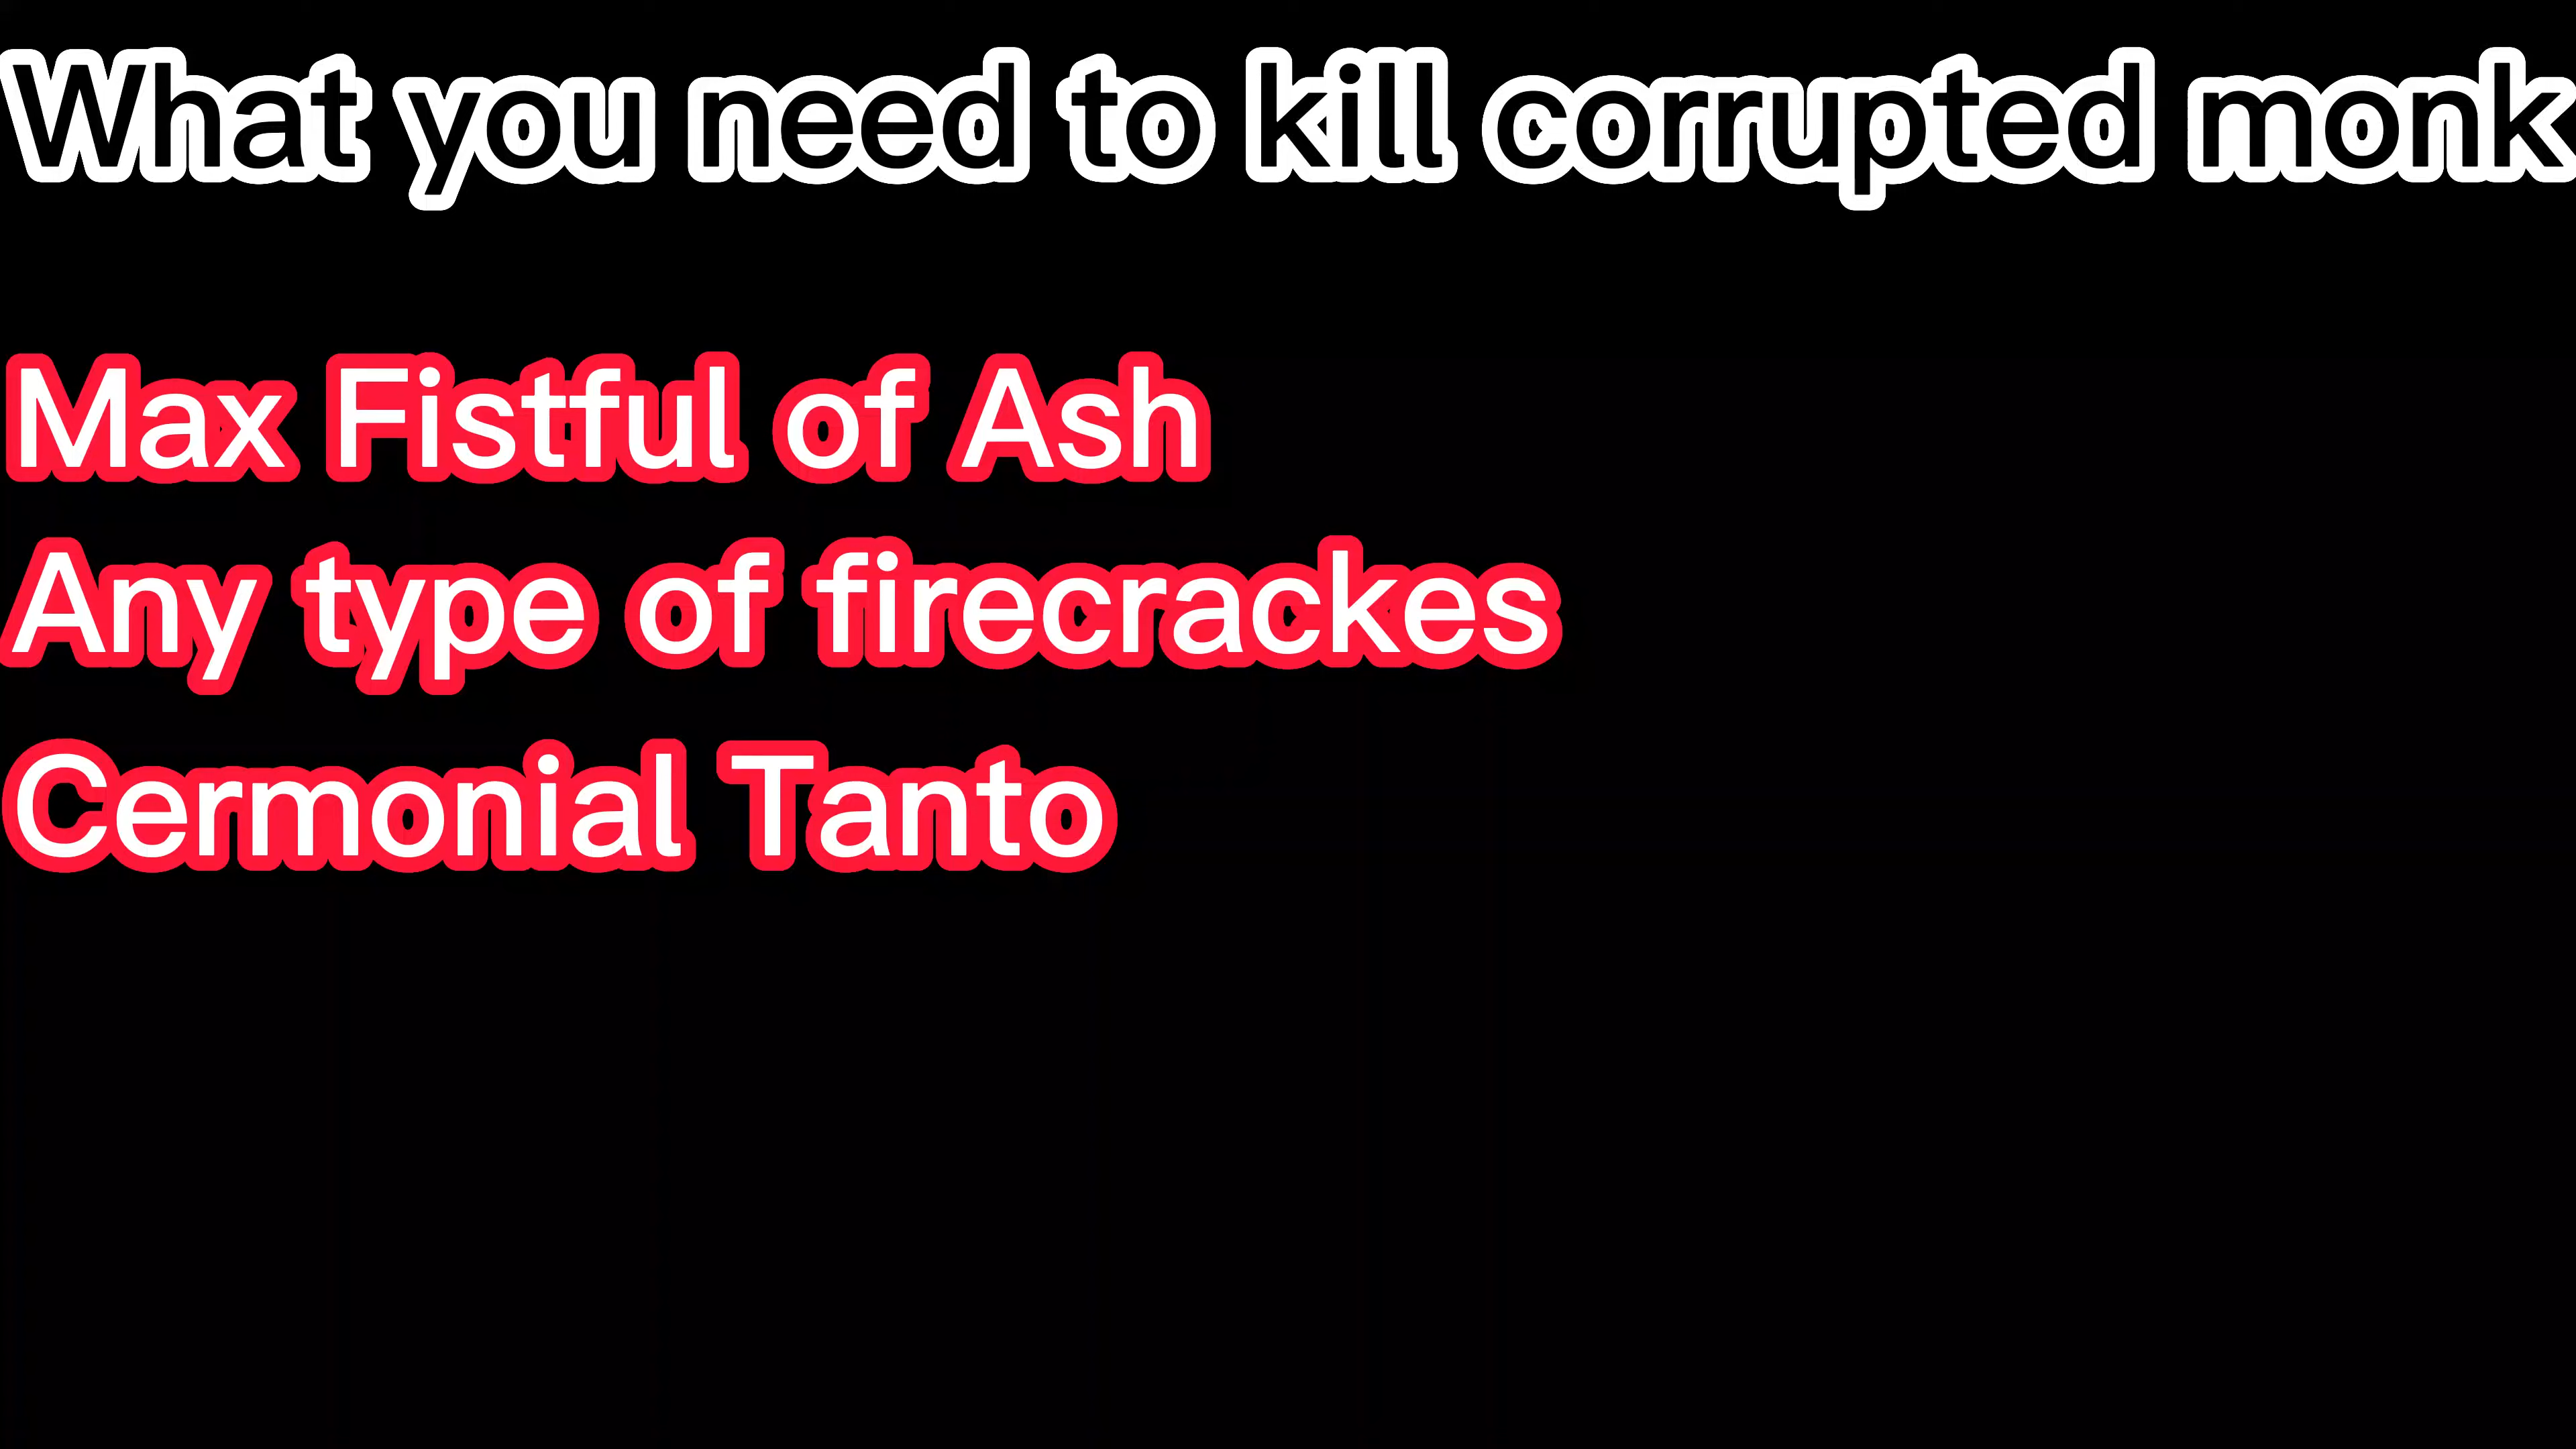 What you need to kill corrupted monk
Max Fistful of Ash
Any type of firecrackes
Cermonial Tanto